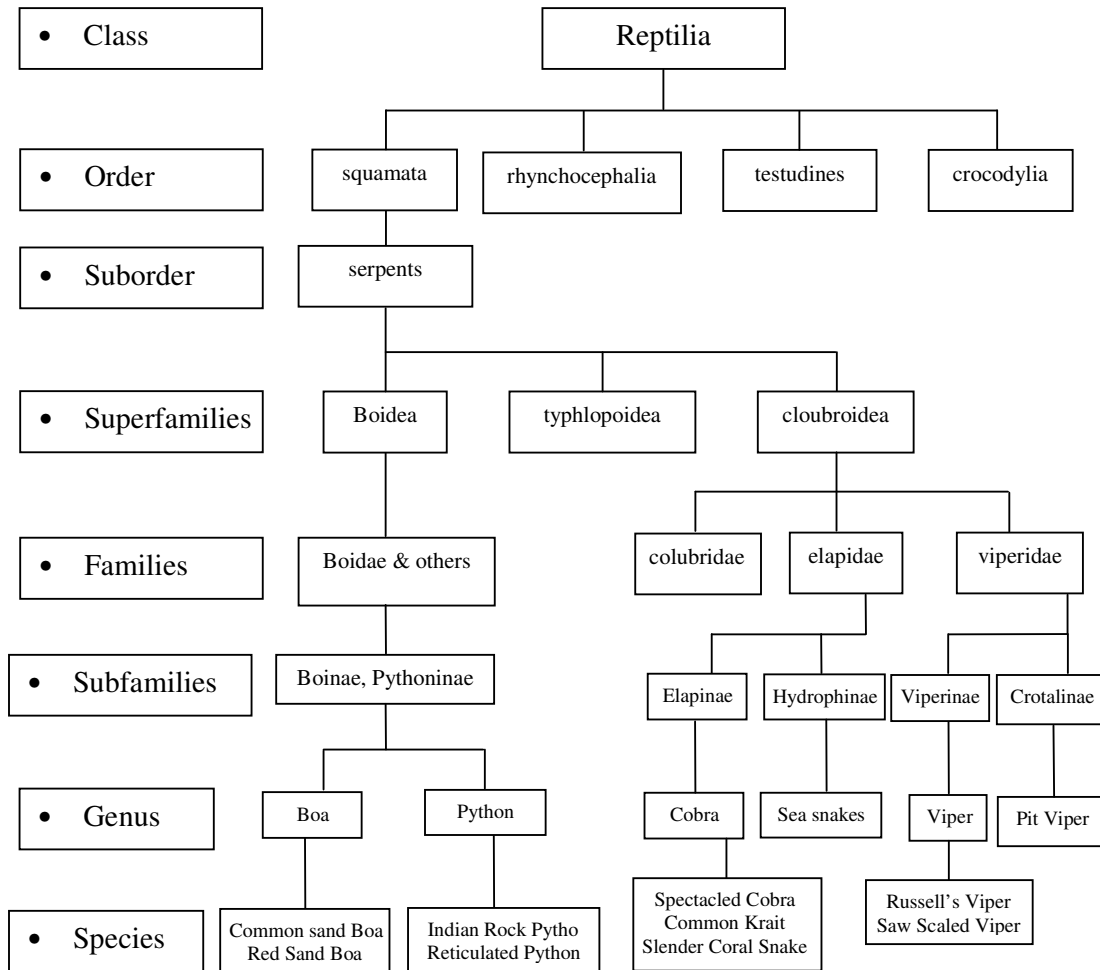 • Class
Reptilia
• Order
squamata
rhynchocephalia
testudines
crocodylia
• Suborder
serpents
• Superfamilies
Boidea
typhlopoidea
cloubroidea
• Families
Boidae & others
colubridae
elapidae
viperidae
• Subfamilies
Boinae, Pythoninae
Elapinae
Hydrophinae
Viperinae
Crotalinae
• Genus
Boa
Python
Cobra
Sea snakes
Viper
Pit Viper
• Species
Common sand Boa
Red Sand Boa
Indian Rock Pytho
Reticulated Python
Spectacled Cobra
Common Krait
Slender Coral Snake
Russell’s Viper
Saw Scaled Viper